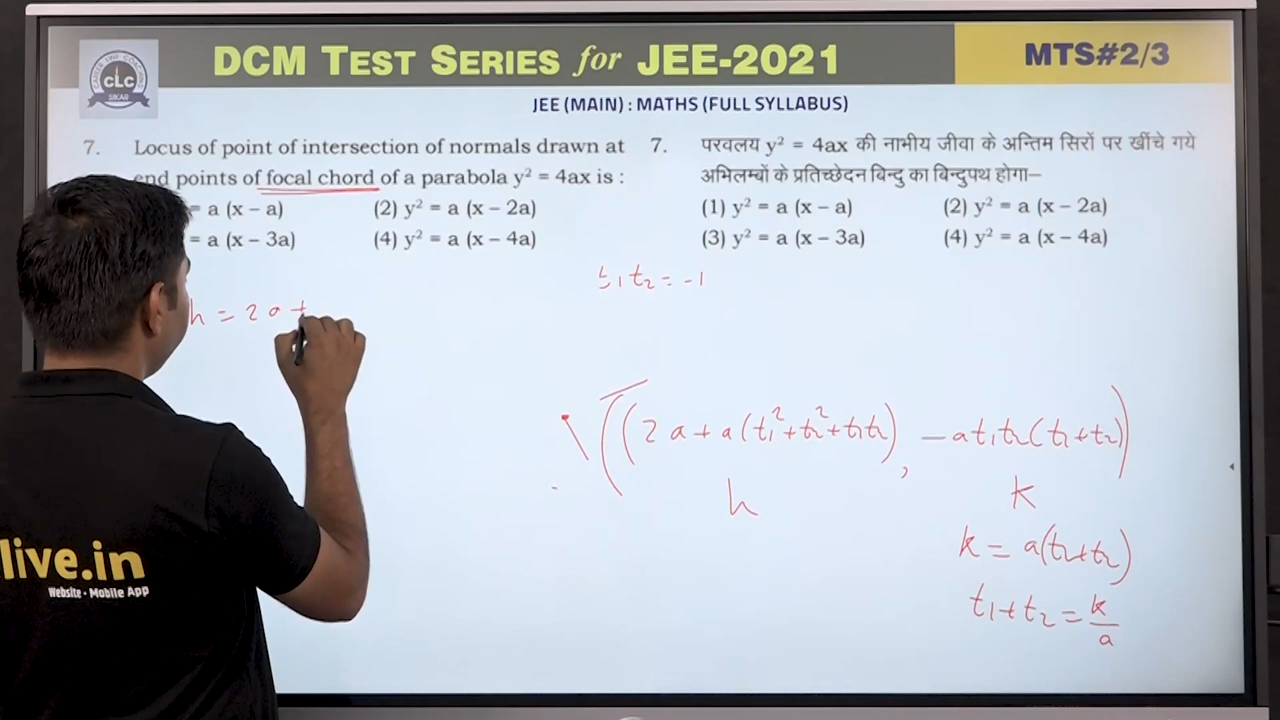 DCM TEST SERIES for JEE-2021
MTS#2/3
CLC
SIKAR
JEE (MAIN) : MATHS (FULL SYLLABUS)
7. Locus of point of intersection of normals drawn at
end points of focal chord of a parabola y² = 4ax is :
= a (x – a) (2) y² = a (x – 2a)
= a (x – 3a) (4) y² = a (x – 4a)
7. परवलय y² = 4ax की नाभीय जीवा के अन्तिम सिरों पर खींचे गये
अभिलम्बों के प्रतिच्छेदन बिन्दु का बिन्दुपथ होगा–
(1) y² = a (x – a) (2) y² = a (x – 2a)
(3) y² = a (x – 3a) (4) y² = a (x – 4a)
t₁t₂ = -1
h = 2a +
((2a + a(t₁² + t₂² + t₁t₂), – at₁t₂(t₁ + t₂))
h k
k = a(t₁+t₂)
t₁+t₂ = k/a
live.in
Website • Mobile App